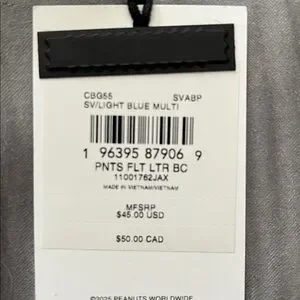 CBG55 SVABP
SV/LIGHT BLUE MULTI
1 96395 87906 9
PNTS FLT LTR BC
11001762JAX
MADE IN VIETNAM/VIETNAM
MFSRP
$45.00 USD
$50.00 CAD
©2025 PEANUTS WORLDWIDE